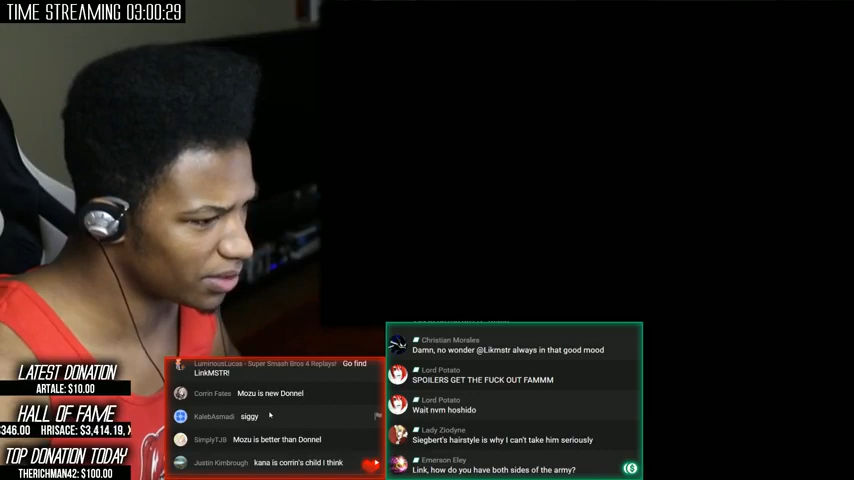 TIME STREAMING 03:00:29
LuminousLucas - Super Smash Bros 4 Replays! Go find
LinkMSTR!
Corrin Fates Mozu is new Donnel
KalebAsmadi siggy
SimplyTJB Mozu is better than Donnel
Justin Kimbrough kana is corrin's child I think
Christian Morales
Damn, no wonder @Likmstr always in that good mood
Lord Potato
SPOILERS GET THE FUCK OUT FAMMM
Lord Potato
Wait nvm hoshido
Lady Ziodyne
Siegbert's hairstyle is why I can't take him seriously
Emerson Eley
Link, how do you have both sides of the army?
LATEST DONATION
ARTALE: $10.00
HALL OF FAME
346.00 HRISACE: $3,414.19, X
TOP DONATION TODAY
THERICHMAN42: $100.00